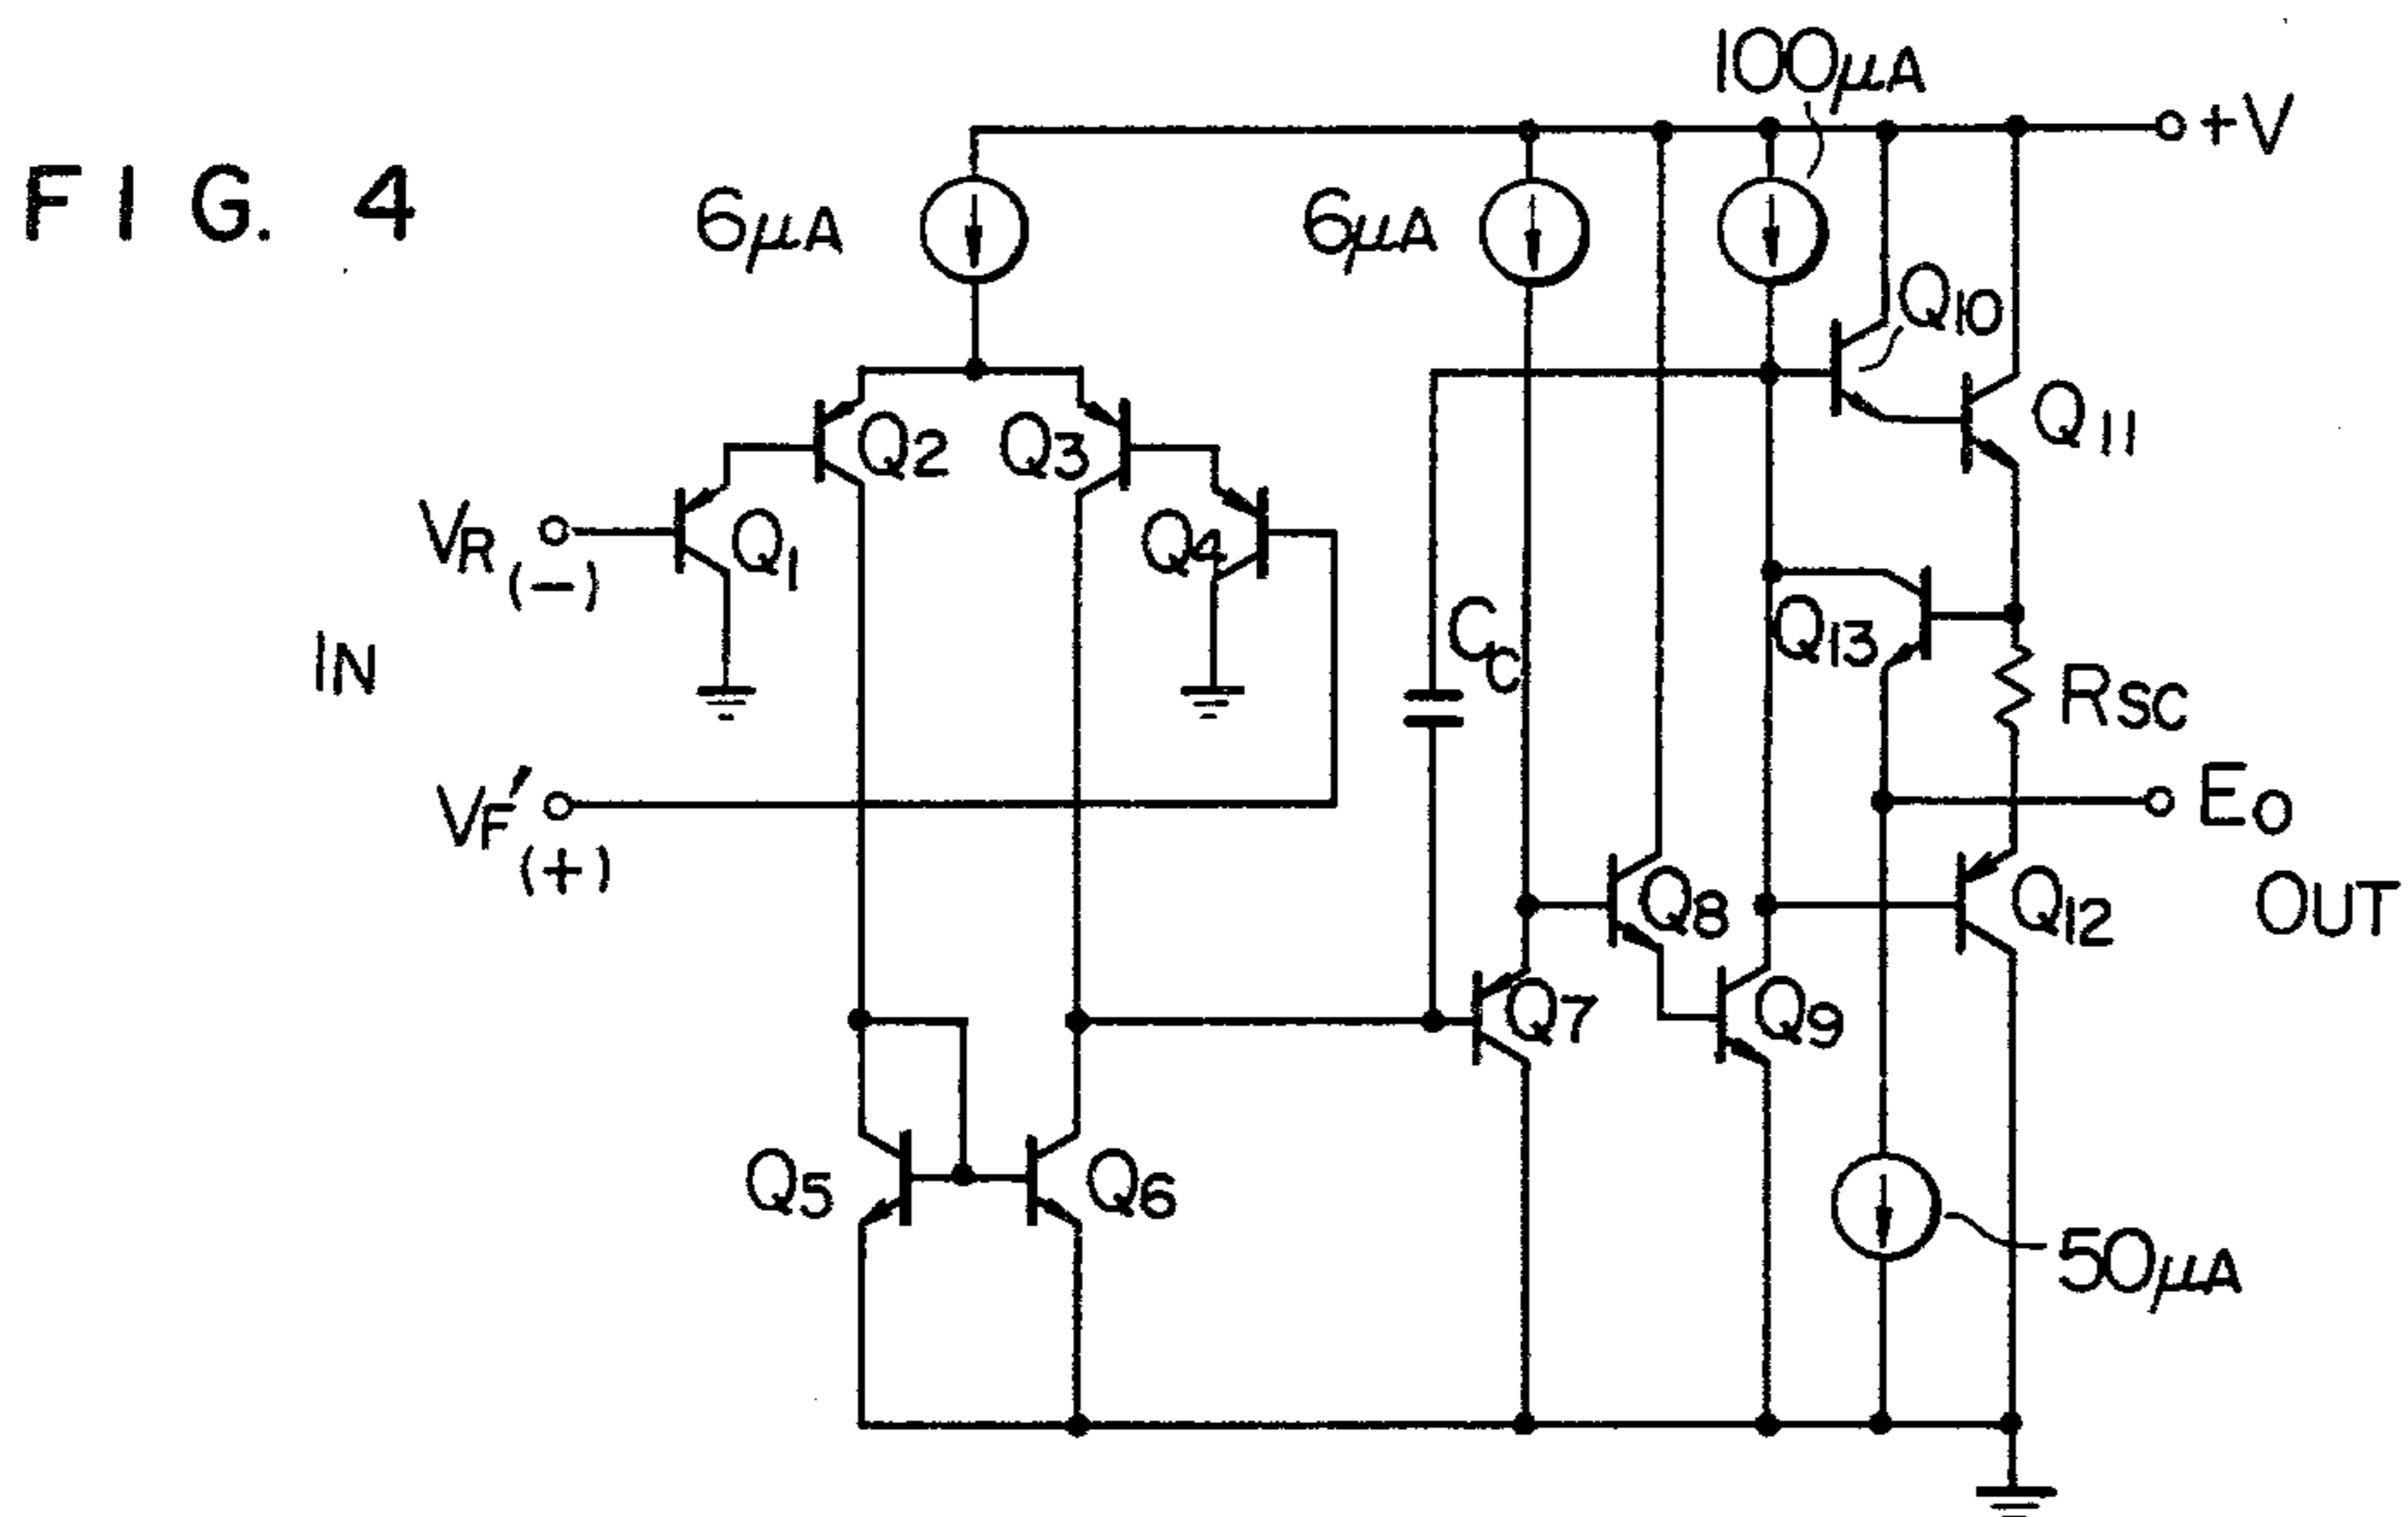 FIG. 4
100μA
+V
6μA
6μA
Q10
Q2
Q3
Q11
VR
(-)
Q1
Q4
IN
CC
Q13
RSC
VF'
(+)
EO
OUT
Q8
Q12
Q7
Q9
Q5
Q6
50μA